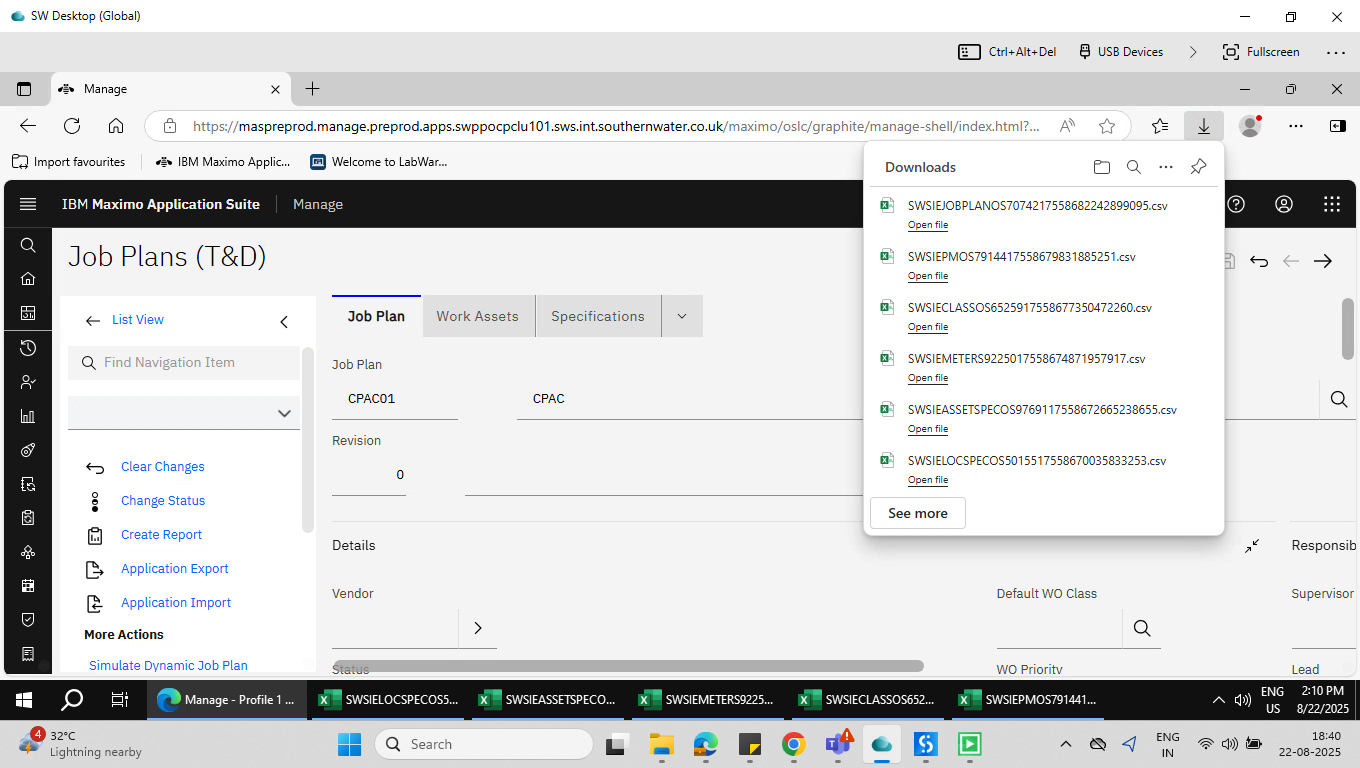 SW Desktop (Global)
Ctrl+Alt+Del
USB Devices
Fullscreen
Manage
https://maspreprod.manage.preprod.apps.swppocpclu101.sws.int.southernwater.co.uk/maximo/oslc/graphite/manage-shell/index.html?...
Import favourites
IBM Maximo Applic...
Welcome to LabWar...
Downloads
SWSIEJOBPLANOS7074217558682242899095.csv
Open file
SWSIEPMOS7914417558679831885251.csv
Open file
SWSIECLASSOS6525917558677350472260.csv
Open file
SWSIEMETERS9225017558674871957917.csv
Open file
SWSIEASSETSPECOS9769117558672665238655.csv
Open file
SWSIELOCSPECOS5015517558670035833253.csv
Open file
See more
IBM Maximo Application Suite
Manage
Job Plans (T&D)
List View
Find Navigation Item
Clear Changes
Change Status
Create Report
Application Export
Application Import
More Actions
Simulate Dynamic Job Plan
Job Plan
Work Assets
Specifications
Job Plan
CPAC01
CPAC
Revision
0
Details
Responsib
Vendor
Default WO Class
Supervisor
Status
WO Priority
Lead
Manage - Profile 1 ...
SWSIELOCSPECOS5...
SWSIEASSETSPECO...
SWSIEMETERS9225...
SWSIECLASSOS652...
SWSIEPMOS791441...
ENG
US
2:10 PM
8/22/2025
4
32°C
Lightning nearby
Search
ENG
IN
18:40
22-08-2025